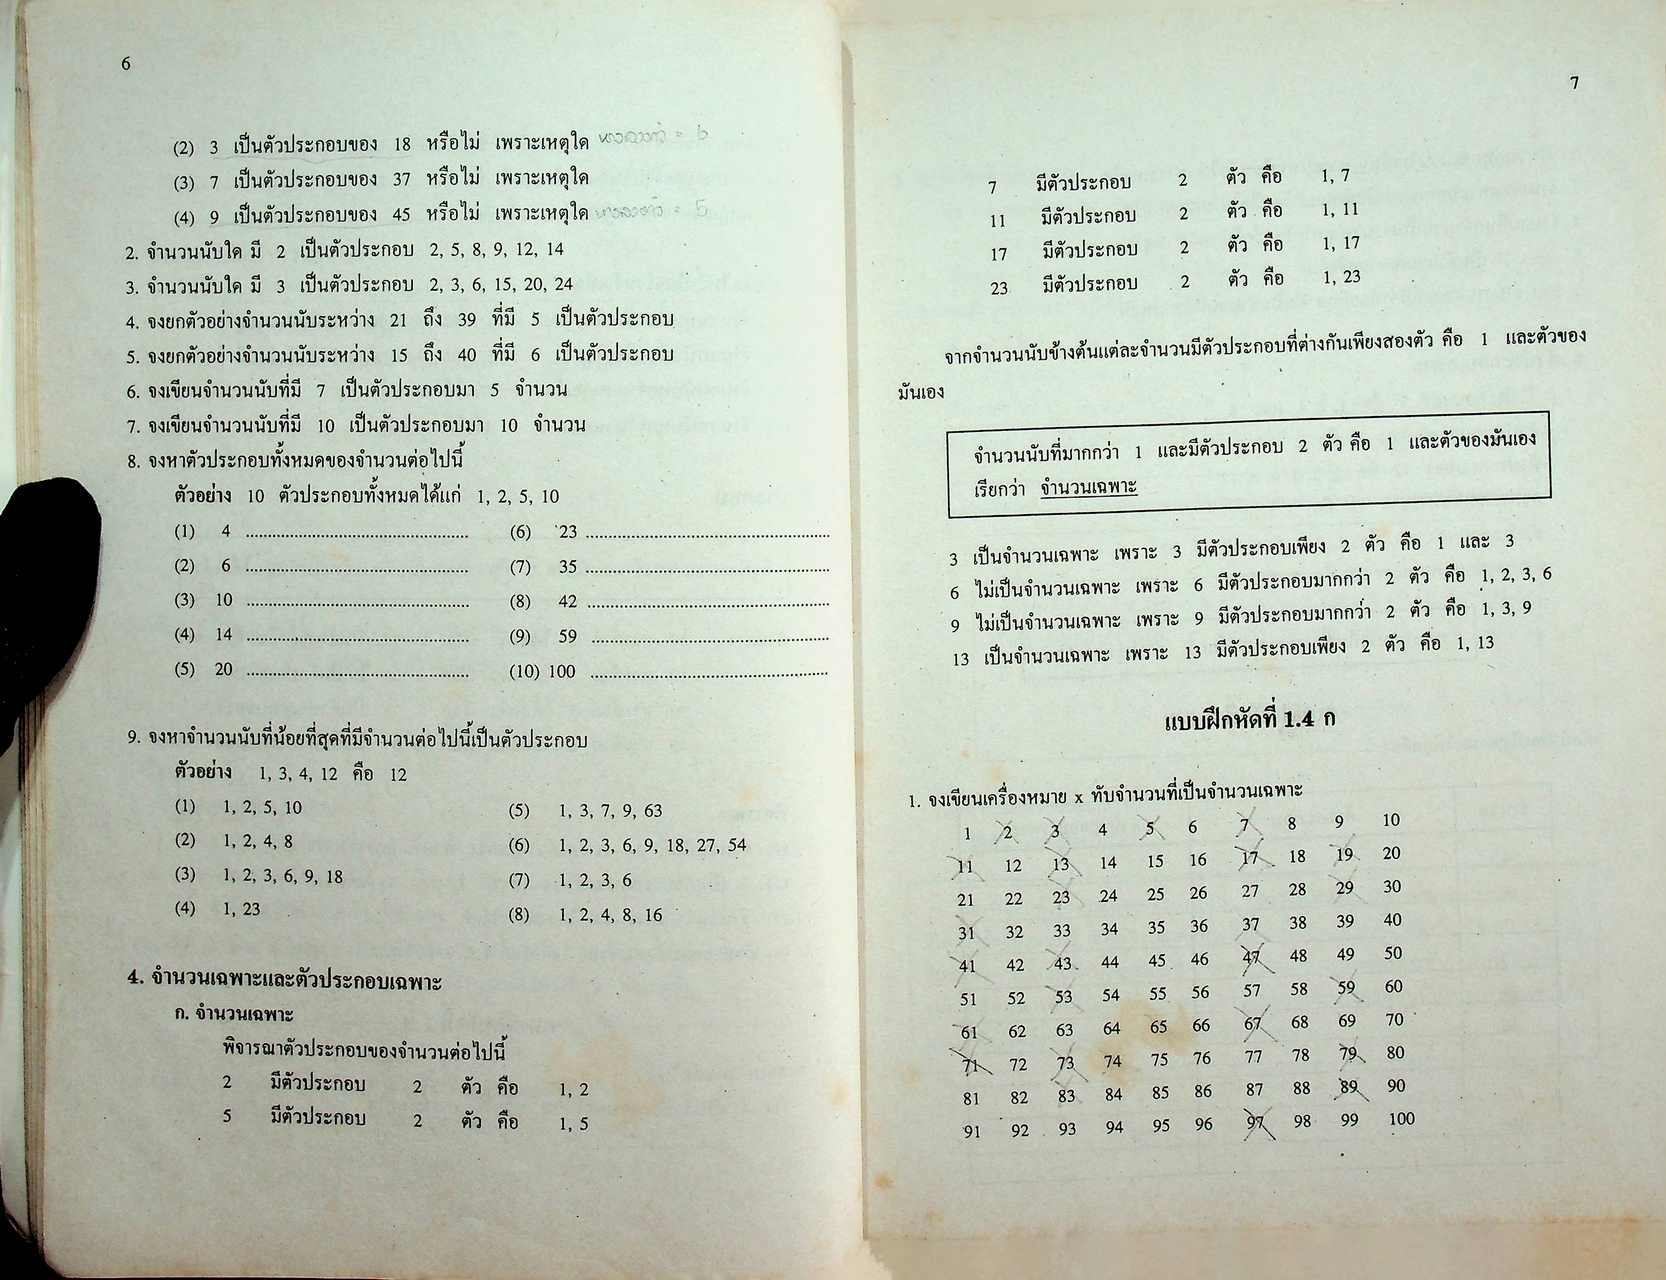 6
(2) 3 เป็นตัวประกอบของ 18 หรือไม่ เพราะเหตุใด
(3) 7 เป็นตัวประกอบของ 37 หรือไม่ เพราะเหตุใด
(4) 9 เป็นตัวประกอบของ 45 หรือไม่ เพราะเหตุใด
2. จำนวนนับใด มี 2 เป็นตัวประกอบ 2, 5, 8, 9, 12, 14
3. จำนวนนับใด มี 3 เป็นตัวประกอบ 2, 3, 6, 15, 20, 24
4. จงยกตัวอย่างจำนวนนับระหว่าง 21 ถึง 39 ที่มี 5 เป็นตัวประกอบ
5. จงยกตัวอย่างจำนวนนับระหว่าง 15 ถึง 40 ที่มี 6 เป็นตัวประกอบ
6. จงเขียนจำนวนนับที่มี 7 เป็นตัวประกอบมา 5 จำนวน
7. จงเขียนจำนวนนับที่มี 10 เป็นตัวประกอบมา 10 จำนวน
8. จงหาตัวประกอบทั้งหมดของจำนวนต่อไปนี้
ตัวอย่าง 10 ตัวประกอบทั้งหมดได้แก่ 1, 2, 5, 10
(1) 4 ........................................ (6) 23 ........................................
(2) 6 ........................................ (7) 35 ........................................
(3) 10 ........................................ (8) 42 ........................................
(4) 14 ........................................ (9) 59 ........................................
(5) 20 ........................................ (10) 100 ........................................
9. จงหาจำนวนนับที่น้อยที่สุดที่มีจำนวนต่อไปนี้เป็นตัวประกอบ
ตัวอย่าง 1, 3, 4, 12 คือ 12
(1) 1, 2, 5, 10 (5) 1, 3, 7, 9, 63
(2) 1, 2, 4, 8 (6) 1, 2, 3, 6, 9, 18, 27, 54
(3) 1, 2, 3, 6, 9, 18 (7) 1, 2, 3, 6
(4) 1, 23 (8) 1, 2, 4, 8, 16
4. จำนวนเฉพาะและตัวประกอบเฉพาะ
ก. จำนวนเฉพาะ
พิจารณาตัวประกอบของจำนวนต่อไปนี้
2 มีตัวประกอบ 2 ตัว คือ 1, 2
5 มีตัวประกอบ 2 ตัว คือ 1, 5
7
7 มีตัวประกอบ 2 ตัว คือ 1, 7
11 มีตัวประกอบ 2 ตัว คือ 1, 11
17 มีตัวประกอบ 2 ตัว คือ 1, 17
23 มีตัวประกอบ 2 ตัว คือ 1, 23
จากจำนวนนับข้างต้นแต่ละจำนวนมีตัวประกอบที่ต่างกันเพียงสองตัว คือ 1 และตัวของ
มันเอง
จำนวนนับที่มากกว่า 1 และมีตัวประกอบ 2 ตัว คือ 1 และตัวของมันเอง
เรียกว่า จำนวนเฉพาะ
3 เป็นจำนวนเฉพาะ เพราะ 3 มีตัวประกอบเพียง 2 ตัว คือ 1 และ 3
6 ไม่เป็นจำนวนเฉพาะ เพราะ 6 มีตัวประกอบมากกว่า 2 ตัว คือ 1, 2, 3, 6
9 ไม่เป็นจำนวนเฉพาะ เพราะ 9 มีตัวประกอบมากกว่า 2 ตัว คือ 1, 3, 9
13 เป็นจำนวนเฉพาะ เพราะ 13 มีตัวประกอบเพียง 2 ตัว คือ 1, 13
แบบฝึกหัดที่ 1.4 ก
1. จงเขียนเครื่องหมาย x ทับจำนวนที่เป็นจำนวนเฉพาะ
1 2 3 4 5 6 7 8 9 10
11 12 13 14 15 16 17 18 19 20
21 22 23 24 25 26 27 28 29 30
31 32 33 34 35 36 37 38 39 40
41 42 43 44 45 46 47 48 49 50
51 52 53 54 55 56 57 58 59 60
61 62 63 64 65 66 67 68 69 70
71 72 73 74 75 76 77 78 79 80
81 82 83 84 85 86 87 88 89 90
91 92 93 94 95 96 97 98 99 100